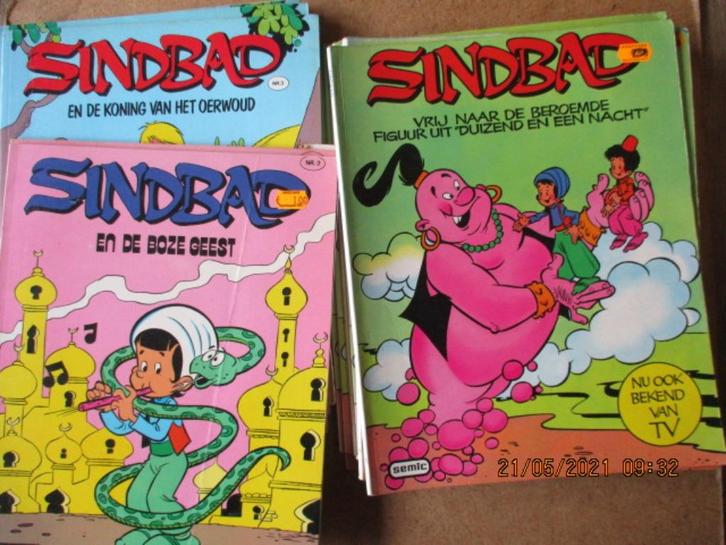 SINDBAD
NR.3
EN DE KONING VAN HET OERWOUD
SINDBAD
NR.2
EN DE BOZE GEEST
SINDBAD
VRIJ NAAR DE BEROEMDE
FIGUUR UIT "DUIZEND EN EEN NACHT"
NU OOK
BEKEND
VAN
TV
semic
21/05/2021 09:32